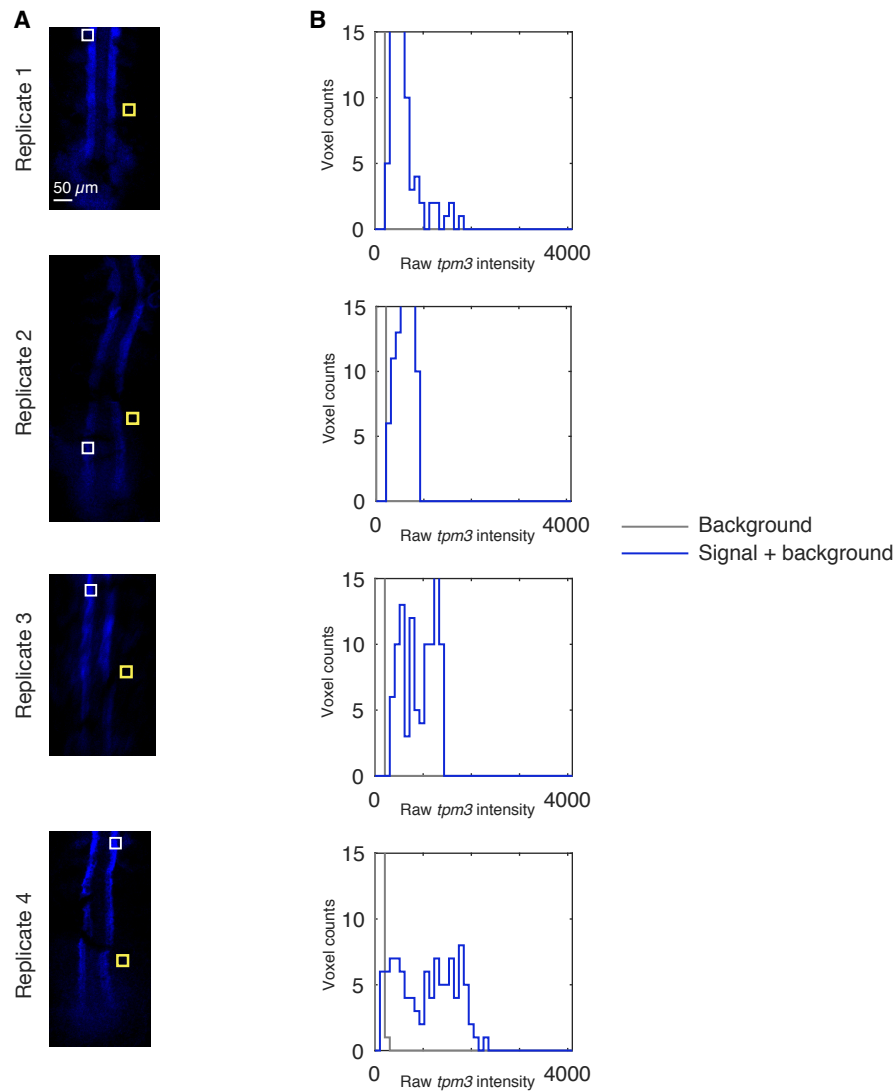 A
B
Replicate 1
50 µm
15
10
5
0
Voxel counts
0
4000
Raw tpm3 intensity
Replicate 2
15
10
5
0
Voxel counts
0
4000
Raw tpm3 intensity
Background
Signal + background
Replicate 3
15
10
5
0
Voxel counts
0
4000
Raw tpm3 intensity
Replicate 4
15
10
5
0
Voxel counts
0
4000
Raw tpm3 intensity